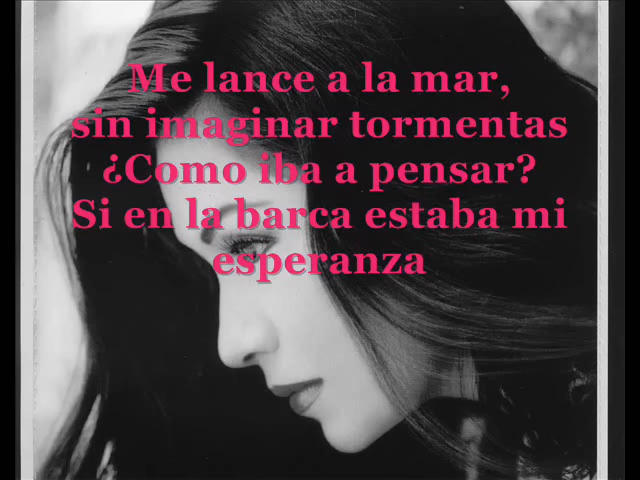 Me lance a la mar,
sin imaginar tormentas
¿Como iba a pensar?
Si en la barca estaba mi
esperanza